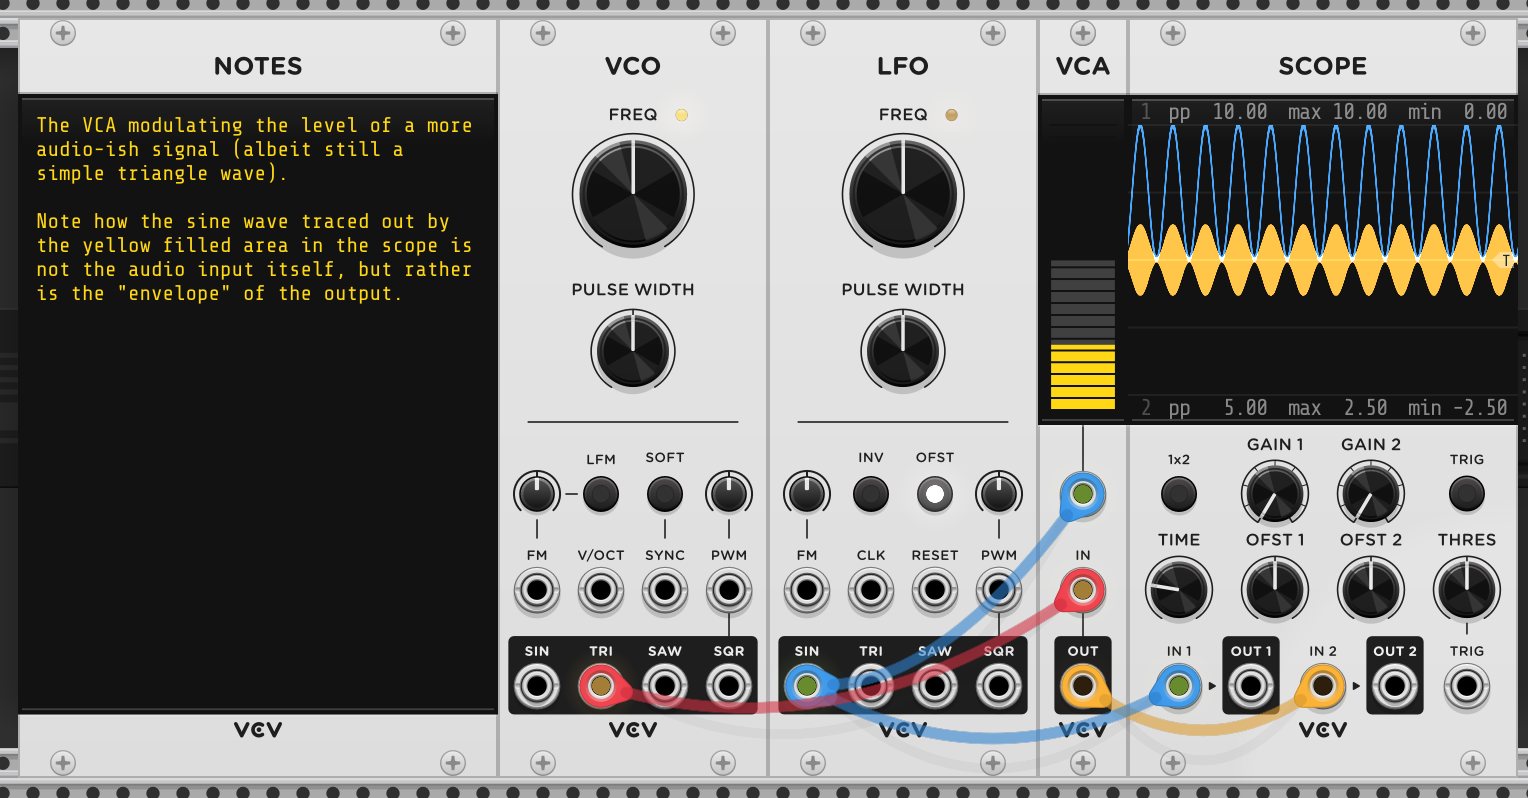 NOTES
The VCA modulating the level of a more
audio-ish signal (albeit still a
simple triangle wave).
Note how the sine wave traced out by
the yellow filled area in the scope is
not the audio input itself, but rather
is the "envelope" of the output.
VCV
VCO
FREQ
PULSE WIDTH
LFM SOFT
FM V/OCT SYNC PWM
SIN TRI SAW SQR
VCV
LFO
FREQ
PULSE WIDTH
INV OFST
FM CLK RESET PWM
SIN TRI SAW SQR
VCV
VCA
IN
OUT
VCV
SCOPE
1 pp 10.00 max 10.00 min 0.00
T
2 pp 5.00 max 2.50 min -2.50
1x2 GAIN 1 GAIN 2 TRIG
TIME OFST 1 OFST 2 THRES
IN 1 OUT 1 IN 2 OUT 2 TRIG
VCV